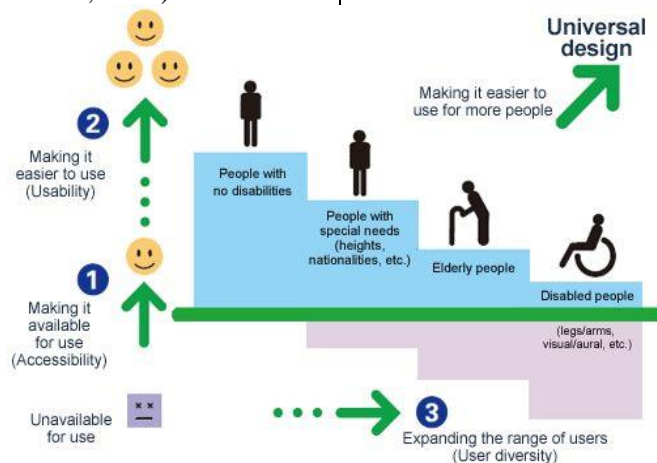 Universal
design
Making it easier to
use for more people
2
Making it
easier to use
(Usability)
People with
no disabilities
People with
special needs
(heights,
nationalities, etc.)
Elderly people
Disabled people
(legs/arms,
visual/aural, etc.)
1
Making it
available
for use
(Accessibility)
Unavailable
for use
3
Expanding the range of users
(User diversity)